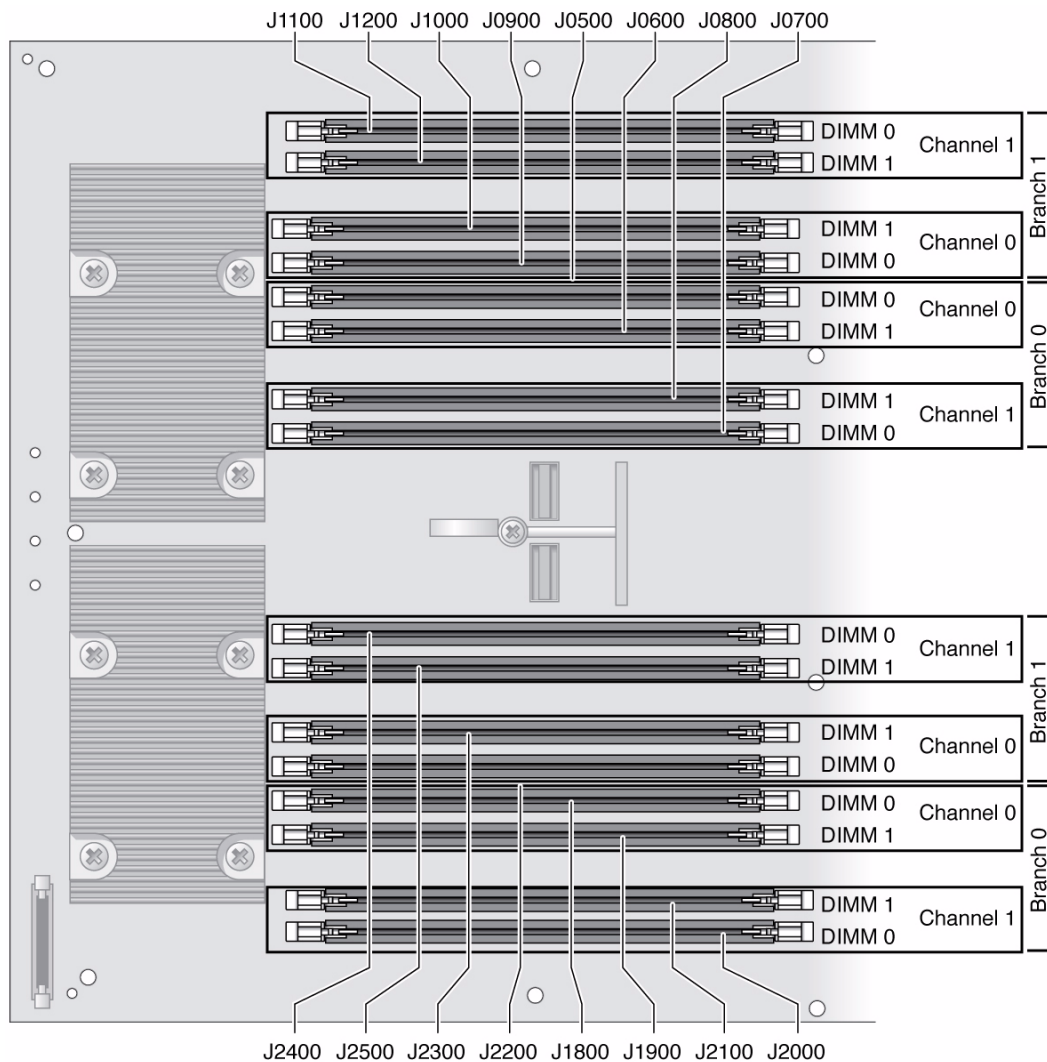 J1100 J1200 J1000 J0900 J0500 J0600 J0800 J0700
DIMM 0
Channel 1
DIMM 1
Branch 1
DIMM 1
Channel 0
DIMM 0
DIMM 0
Channel 0
DIMM 1
Branch 0
DIMM 1
Channel 1
DIMM 0
DIMM 0
Channel 1
DIMM 1
Branch 1
DIMM 1
Channel 0
DIMM 0
DIMM 0
Channel 0
DIMM 1
Branch 0
DIMM 1
Channel 1
DIMM 0
J2400 J2500 J2300 J2200 J1800 J1900 J2100 J2000